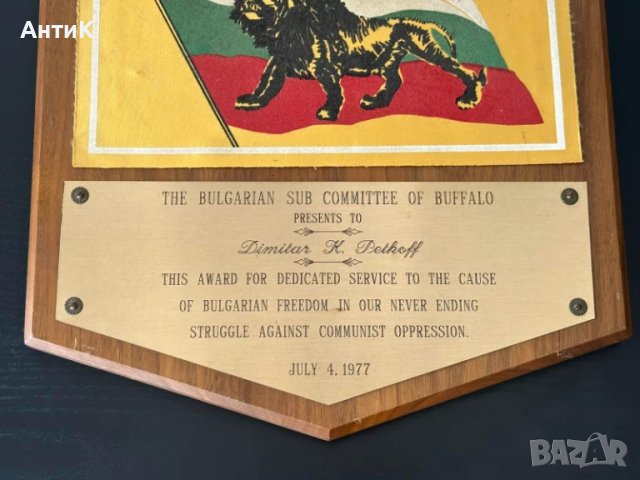 АнтиК
THE BULGARIAN SUB COMMITTEE OF BUFFALO
PRESENTS TO
Dimitar K. Petkoff
THIS AWARD FOR DEDICATED SERVICE TO THE CAUSE
OF BULGARIAN FREEDOM IN OUR NEVER ENDING
STRUGGLE AGAINST COMMUNIST OPPRESSION.
JULY 4, 1977
BAZAR